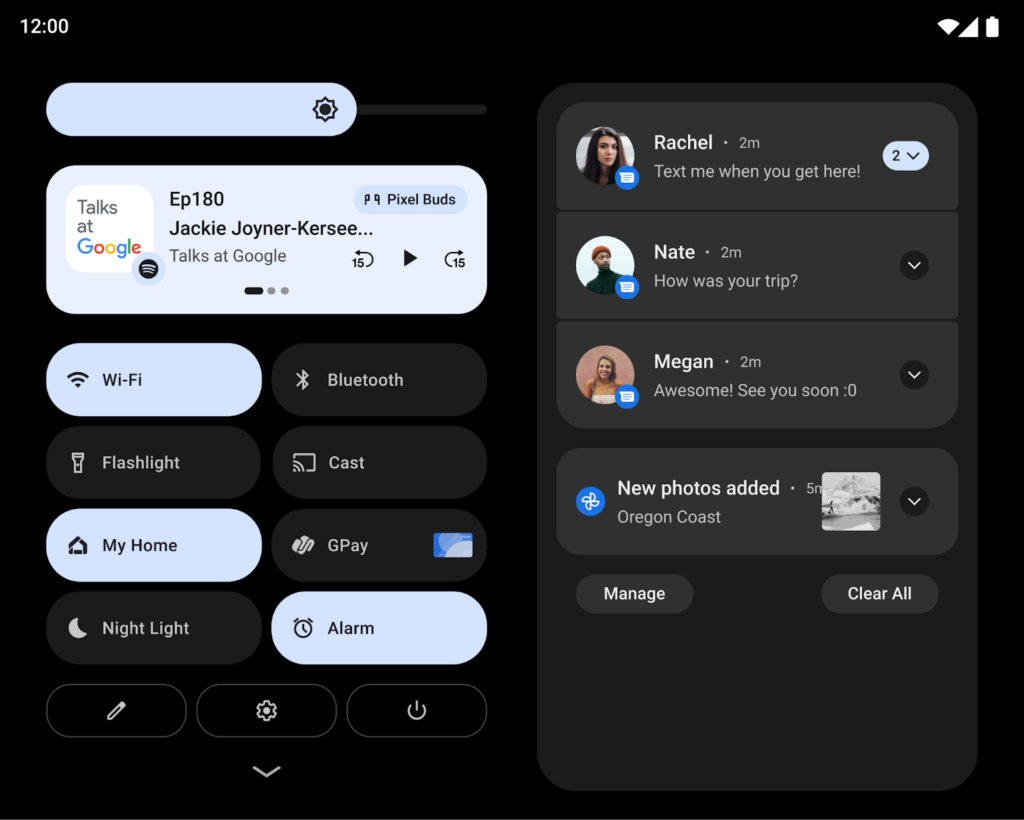 12:00
Talks
at
Google
Ep180
Pixel Buds
Jackie Joyner-Kersee...
Talks at Google
15
15
Wi-Fi
Bluetooth
Flashlight
Cast
My Home
GPay
Night Light
Alarm
Rachel · 2m
Text me when you get here!
2
Nate · 2m
How was your trip?
Megan · 2m
Awesome! See you soon :0
New photos added · 5m
Oregon Coast
Manage
Clear All